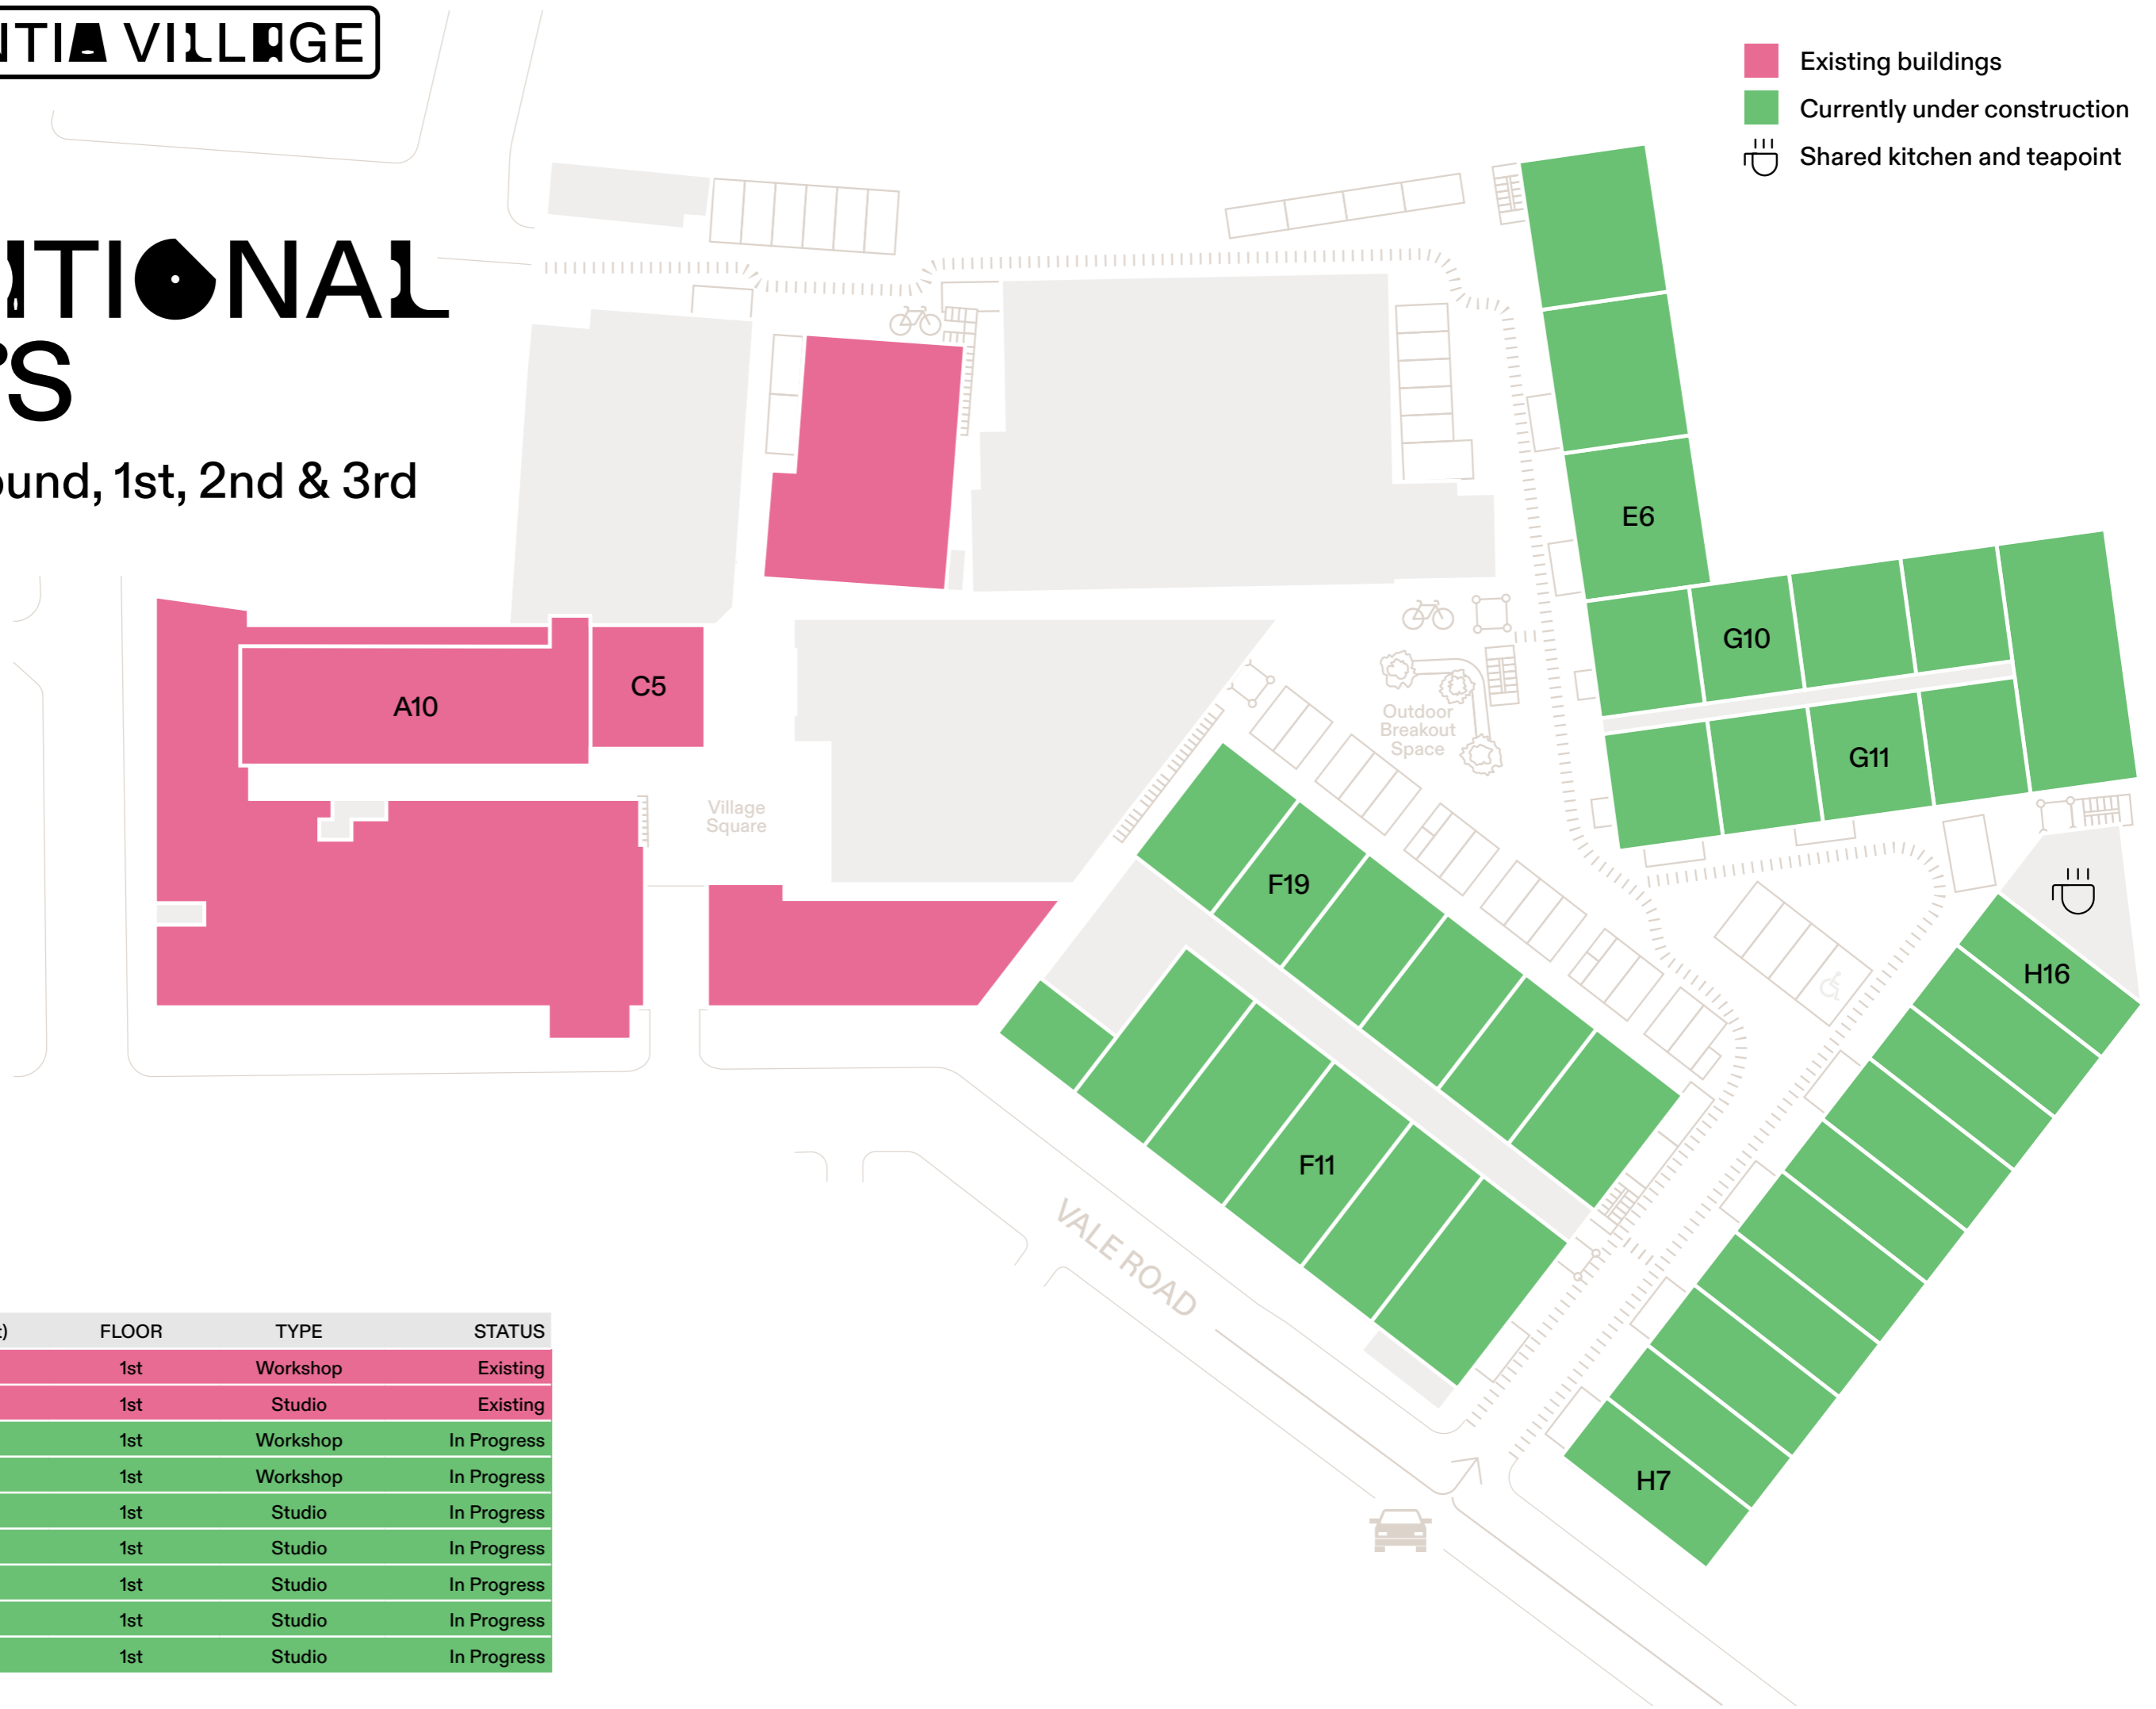 NTIA VILLAGE
Existing buildings
Currently under construction
Shared kitchen and teapoint
NTIONAL
'S
ound, 1st, 2nd & 3rd
E6
G10
G11
A10
C5
Outdoor
Breakout
Space
Village
Square
F19
H16
F11
VALE ROAD
H7
t) FLOOR TYPE STATUS
1st Workshop Existing
1st Studio Existing
1st Workshop In Progress
1st Workshop In Progress
1st Studio In Progress
1st Studio In Progress
1st Studio In Progress
1st Studio In Progress
1st Studio In Progress